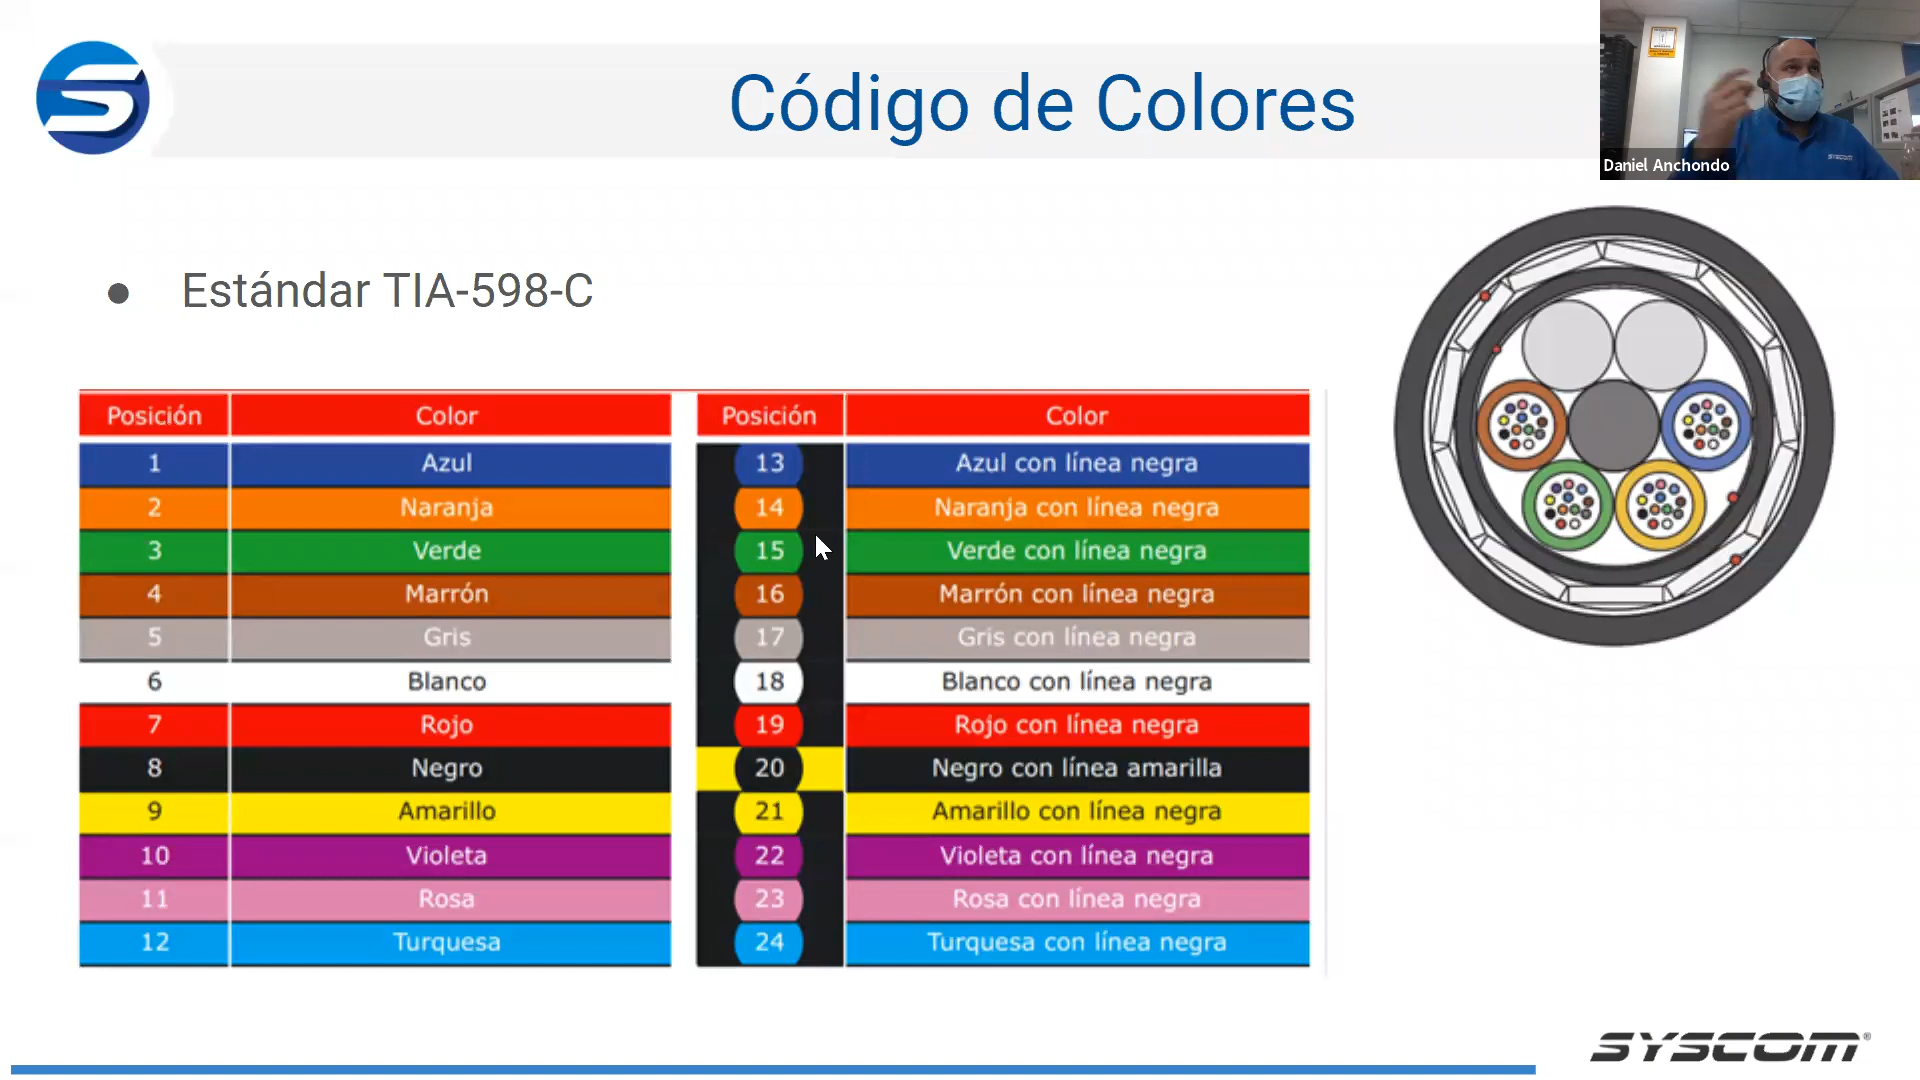 Código de Colores
Daniel Anchondo
SYSCOM
● Estándar TIA-598-C
Posición Color Posición Color
1 Azul 13 Azul con línea negra
2 Naranja 14 Naranja con línea negra
3 Verde 15 Verde con línea negra
4 Marrón 16 Marrón con línea negra
5 Gris 17 Gris con línea negra
6 Blanco 18 Blanco con línea negra
7 Rojo 19 Rojo con línea negra
8 Negro 20 Negro con línea amarilla
9 Amarillo 21 Amarillo con línea negra
10 Violeta 22 Violeta con línea negra
11 Rosa 23 Rosa con línea negra
12 Turquesa 24 Turquesa con línea negra
SYSCOM®